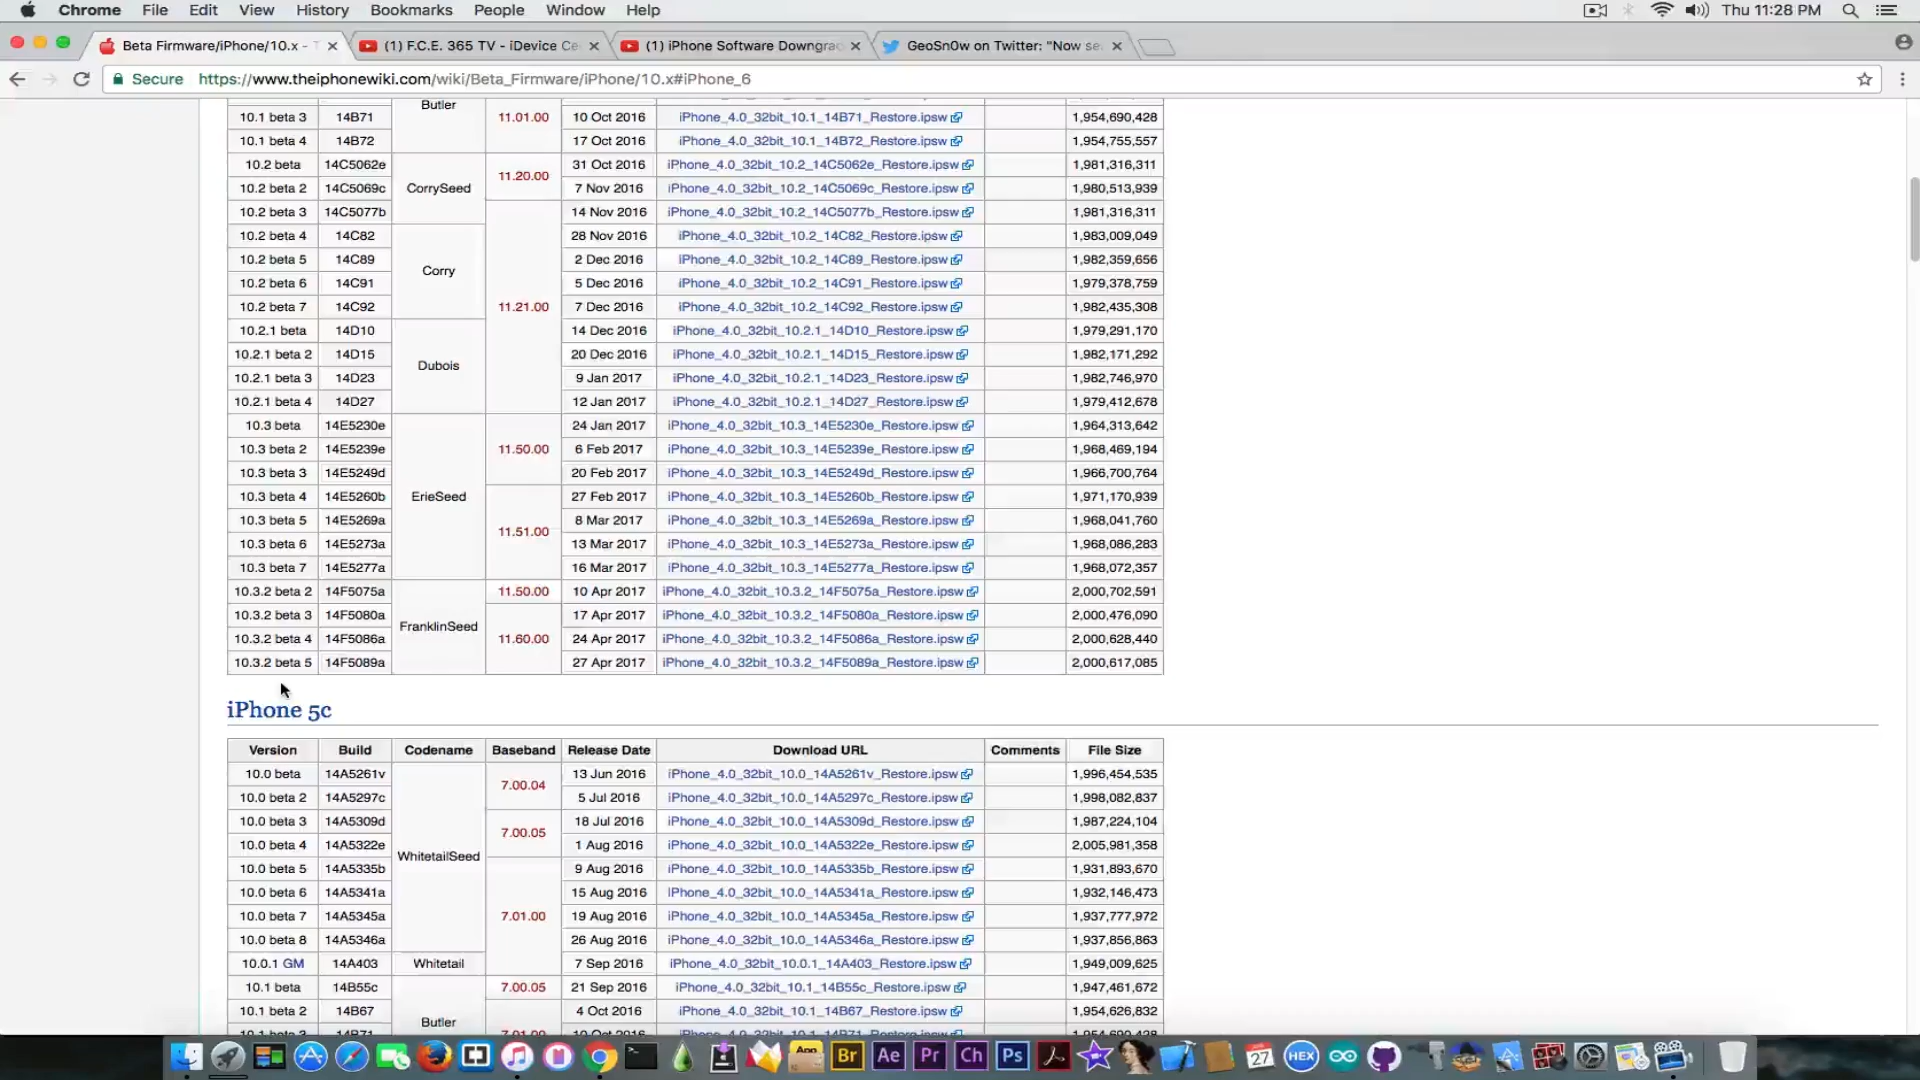 Chrome File Edit View History Bookmarks People Window Help Thu 11:28 PM
Beta Firmware/iPhone/10.x - T (1) F.C.E. 365 TV - iDevice Ce (1) iPhone Software Downgra GeoSn0w on Twitter: "Now se
Secure https://www.theiphonewiki.com/wiki/Beta_Firmware/iPhone/10.x#iPhone_6
Butler
10.1 beta 3 14B71 11.01.00 10 Oct 2016 iPhone_4.0_32bit_10.1_14B71_Restore.ipsw 1,954,690,428
10.1 beta 4 14B72 17 Oct 2016 iPhone_4.0_32bit_10.1_14B72_Restore.ipsw 1,954,755,557
10.2 beta 14C5062e 31 Oct 2016 iPhone_4.0_32bit_10.2_14C5062e_Restore.ipsw 1,981,316,311
11.20.00
10.2 beta 2 14C5069c CorrySeed 7 Nov 2016 iPhone_4.0_32bit_10.2_14C5069c_Restore.ipsw 1,980,513,939
10.2 beta 3 14C5077b 14 Nov 2016 iPhone_4.0_32bit_10.2_14C5077b_Restore.ipsw 1,981,316,311
10.2 beta 4 14C82 28 Nov 2016 iPhone_4.0_32bit_10.2_14C82_Restore.ipsw 1,983,009,049
10.2 beta 5 14C89 2 Dec 2016 iPhone_4.0_32bit_10.2_14C89_Restore.ipsw 1,982,359,656
Corry
10.2 beta 6 14C91 5 Dec 2016 iPhone_4.0_32bit_10.2_14C91_Restore.ipsw 1,979,378,759
10.2 beta 7 14C92 11.21.00 7 Dec 2016 iPhone_4.0_32bit_10.2_14C92_Restore.ipsw 1,982,435,308
10.2.1 beta 14D10 14 Dec 2016 iPhone_4.0_32bit_10.2.1_14D10_Restore.ipsw 1,979,291,170
10.2.1 beta 2 14D15 20 Dec 2016 iPhone_4.0_32bit_10.2.1_14D15_Restore.ipsw 1,982,171,292
Dubois
10.2.1 beta 3 14D23 9 Jan 2017 iPhone_4.0_32bit_10.2.1_14D23_Restore.ipsw 1,982,746,970
10.2.1 beta 4 14D27 12 Jan 2017 iPhone_4.0_32bit_10.2.1_14D27_Restore.ipsw 1,979,412,678
10.3 beta 14E5230e 24 Jan 2017 iPhone_4.0_32bit_10.3_14E5230e_Restore.ipsw 1,964,313,642
10.3 beta 2 14E5239e 11.50.00 6 Feb 2017 iPhone_4.0_32bit_10.3_14E5239e_Restore.ipsw 1,968,469,194
10.3 beta 3 14E5249d 20 Feb 2017 iPhone_4.0_32bit_10.3_14E5249d_Restore.ipsw 1,966,700,764
10.3 beta 4 14E5260b ErieSeed 27 Feb 2017 iPhone_4.0_32bit_10.3_14E5260b_Restore.ipsw 1,971,170,939
10.3 beta 5 14E5269a 8 Mar 2017 iPhone_4.0_32bit_10.3_14E5269a_Restore.ipsw 1,968,041,760
11.51.00
10.3 beta 6 14E5273a 13 Mar 2017 iPhone_4.0_32bit_10.3_14E5273a_Restore.ipsw 1,968,086,283
10.3 beta 7 14E5277a 16 Mar 2017 iPhone_4.0_32bit_10.3_14E5277a_Restore.ipsw 1,968,072,357
10.3.2 beta 2 14F5075a 11.50.00 10 Apr 2017 iPhone_4.0_32bit_10.3.2_14F5075a_Restore.ipsw 2,000,702,591
10.3.2 beta 3 14F5080a 17 Apr 2017 iPhone_4.0_32bit_10.3.2_14F5080a_Restore.ipsw 2,000,476,090
FranklinSeed
10.3.2 beta 4 14F5086a 11.60.00 24 Apr 2017 iPhone_4.0_32bit_10.3.2_14F5086a_Restore.ipsw 2,000,628,440
10.3.2 beta 5 14F5089a 27 Apr 2017 iPhone_4.0_32bit_10.3.2_14F5089a_Restore.ipsw 2,000,617,085
iPhone 5c
Version Build Codename Baseband Release Date Download URL Comments File Size
10.0 beta 14A5261v 13 Jun 2016 iPhone_4.0_32bit_10.0_14A5261v_Restore.ipsw 1,996,454,535
7.00.04
10.0 beta 2 14A5297c 5 Jul 2016 iPhone_4.0_32bit_10.0_14A5297c_Restore.ipsw 1,998,082,837
10.0 beta 3 14A5309d 18 Jul 2016 iPhone_4.0_32bit_10.0_14A5309d_Restore.ipsw 1,987,224,104
7.00.05
10.0 beta 4 14A5322e 1 Aug 2016 iPhone_4.0_32bit_10.0_14A5322e_Restore.ipsw 2,005,981,358
WhitetailSeed
10.0 beta 5 14A5335b 9 Aug 2016 iPhone_4.0_32bit_10.0_14A5335b_Restore.ipsw 1,931,893,670
10.0 beta 6 14A5341a 15 Aug 2016 iPhone_4.0_32bit_10.0_14A5341a_Restore.ipsw 1,932,146,473
10.0 beta 7 14A5345a 7.01.00 19 Aug 2016 iPhone_4.0_32bit_10.0_14A5345a_Restore.ipsw 1,937,777,972
10.0 beta 8 14A5346a 26 Aug 2016 iPhone_4.0_32bit_10.0_14A5346a_Restore.ipsw 1,937,856,863
10.0.1 GM 14A403 Whitetail 7 Sep 2016 iPhone_4.0_32bit_10.0.1_14A403_Restore.ipsw 1,949,009,625
10.1 beta 14B55c 7.00.05 21 Sep 2016 iPhone_4.0_32bit_10.1_14B55c_Restore.ipsw 1,947,461,672
10.1 beta 2 14B67 4 Oct 2016 iPhone_4.0_32bit_10.1_14B67_Restore.ipsw 1,954,626,832
Butler
Br Ae Pr Ch Ps 27 HEX